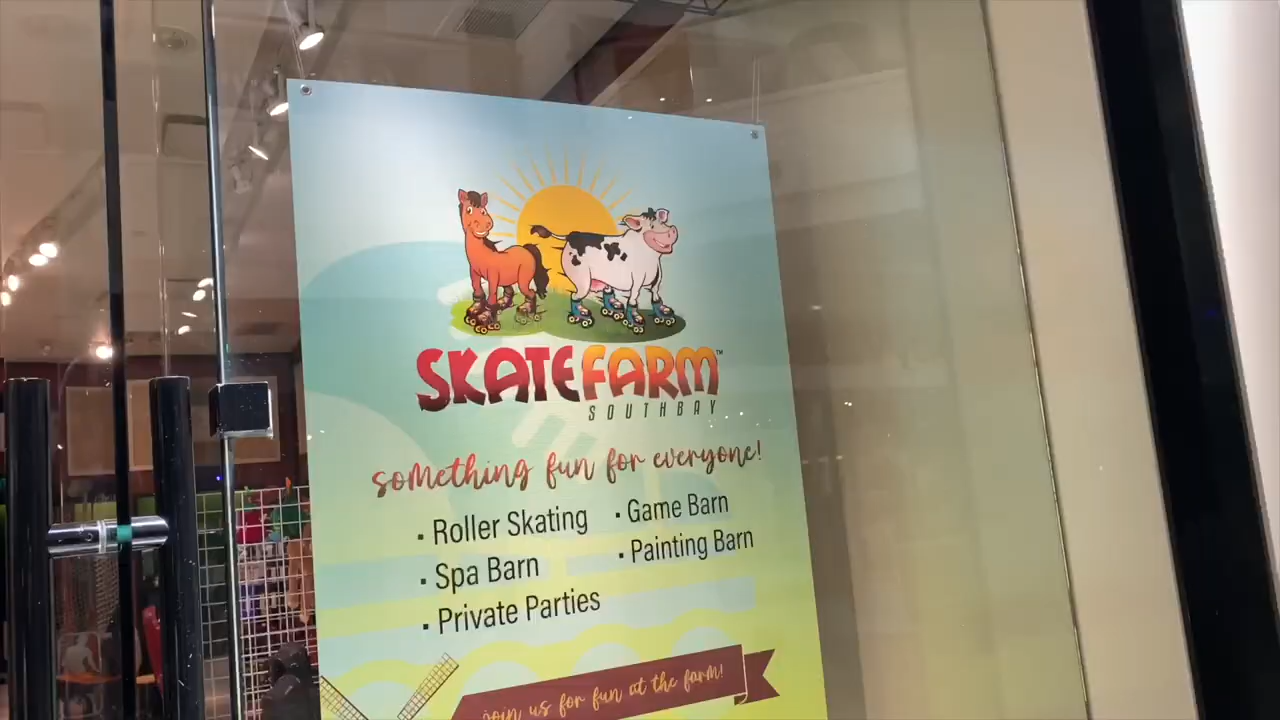 SKATEFARM™
SOUTHBAY
something fun for everyone!
· Roller Skating
· Spa Barn
· Private Parties
· Game Barn
· Painting Barn
join us for fun at the farm!